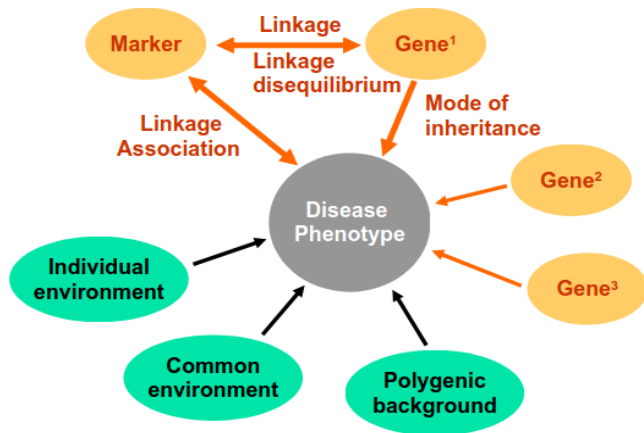 Marker
Linkage
Linkage
disequilibrium
Gene¹
Linkage
Association
Mode of
inheritance
Disease
Phenotype
Gene²
Gene³
Individual
environment
Common
environment
Polygenic
background